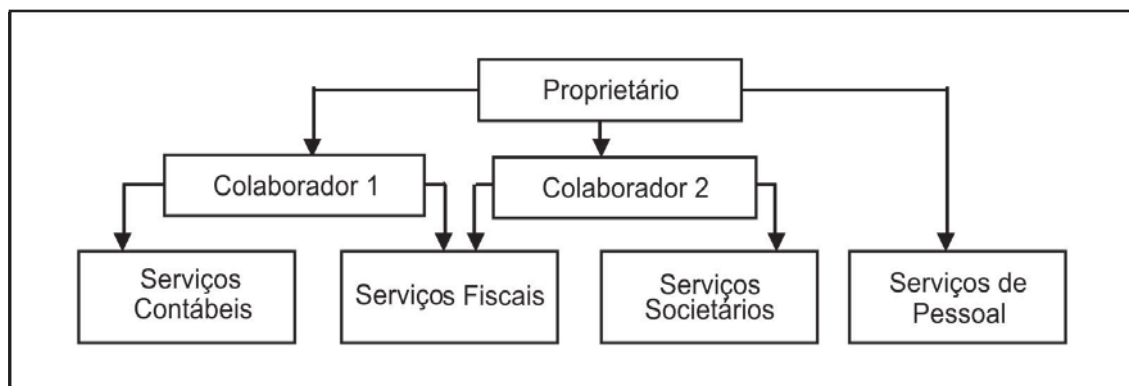 Proprietário
Colaborador 1
Colaborador 2
Serviços
Contábeis
Serviços Fiscais
Serviços
Societários
Serviços de
Pessoal